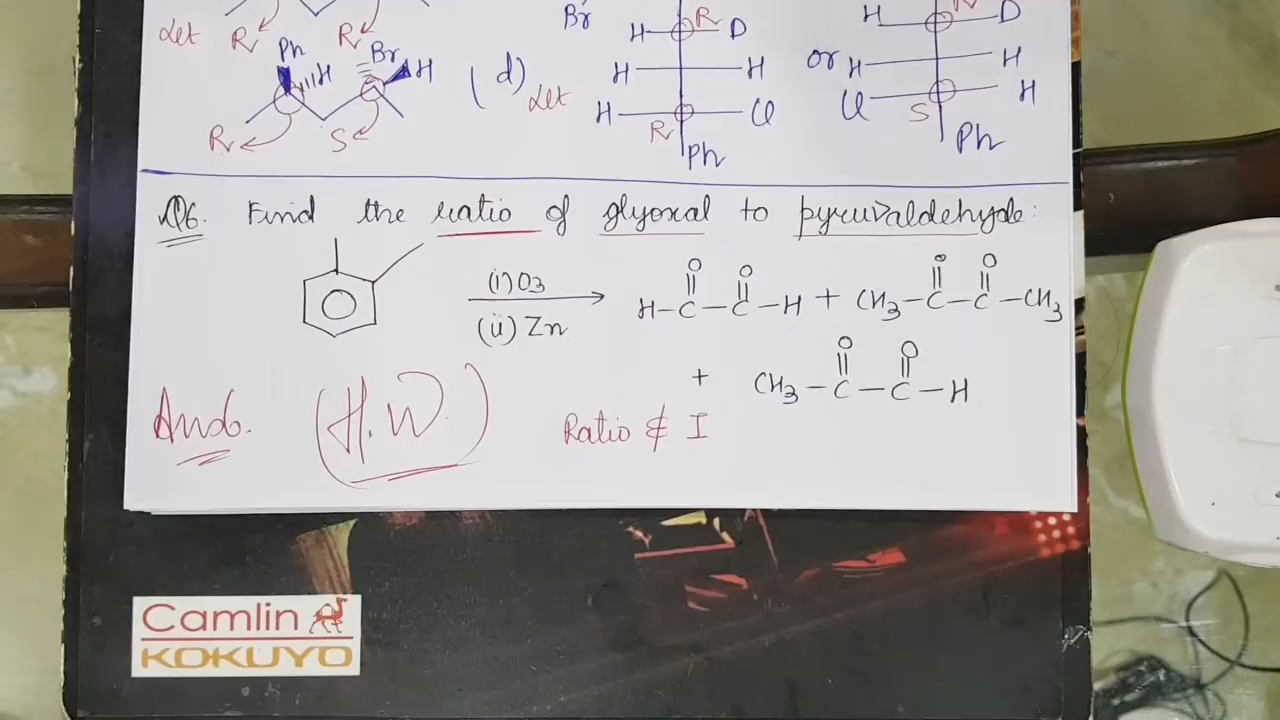 Let R R Br H R D H R D
Ph Br H H (d) Let H H or H H
R S H Cl Cl H
R S
Ph Ph
Q6. Find the ratio of glyoxal to pyruvaldehyde:
(i) O3
(ii) Zn
O O O O
H-C-C-H + CH3-C-C-CH3
O O
+ CH3-C-C-H
Ans. (H.W.) Ratio ∉ I
Camlin
KOKUYO